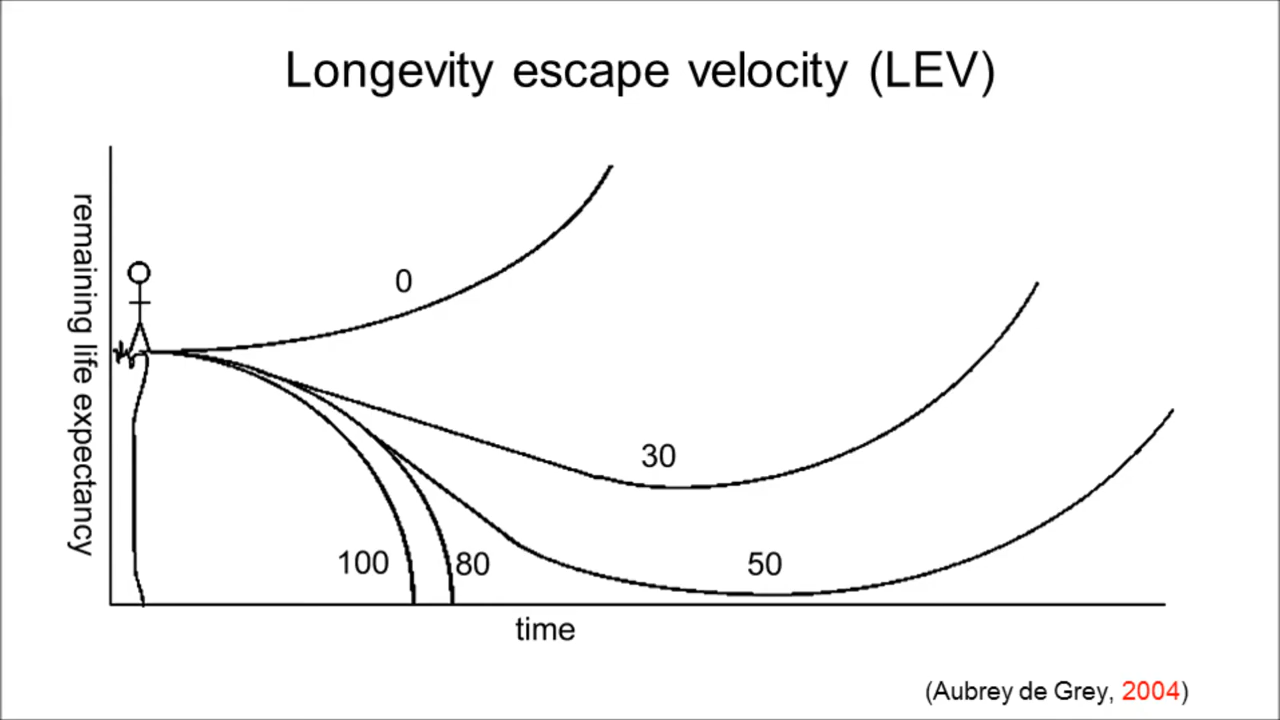 Longevity escape velocity (LEV)
remaining life expectancy
0
30
100
80
50
time
(Aubrey de Grey, 2004)